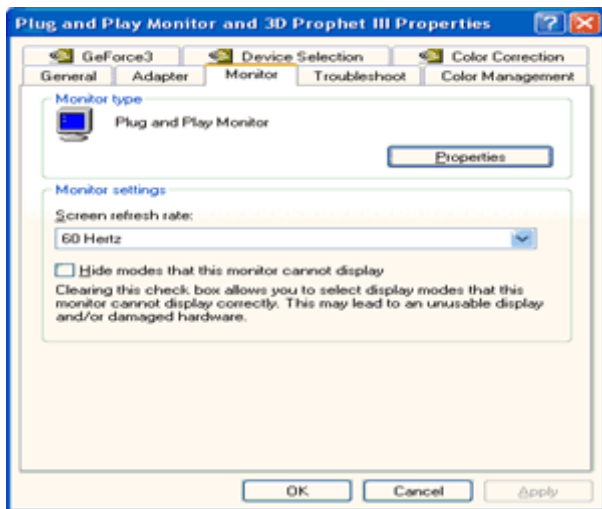 Plug and Play Monitor and 3D Prophet III Properties
GeForce3 Device Selection Color Correction
General Adapter Monitor Troubleshoot Color Management
Monitor type
Plug and Play Monitor
Properties
Monitor settings
Screen refresh rate:
60 Hertz
Hide modes that this monitor cannot display
Clearing this check box allows you to select display modes that this
monitor cannot display correctly. This may lead to an unusable display
and/or damaged hardware.
OK Cancel Apply